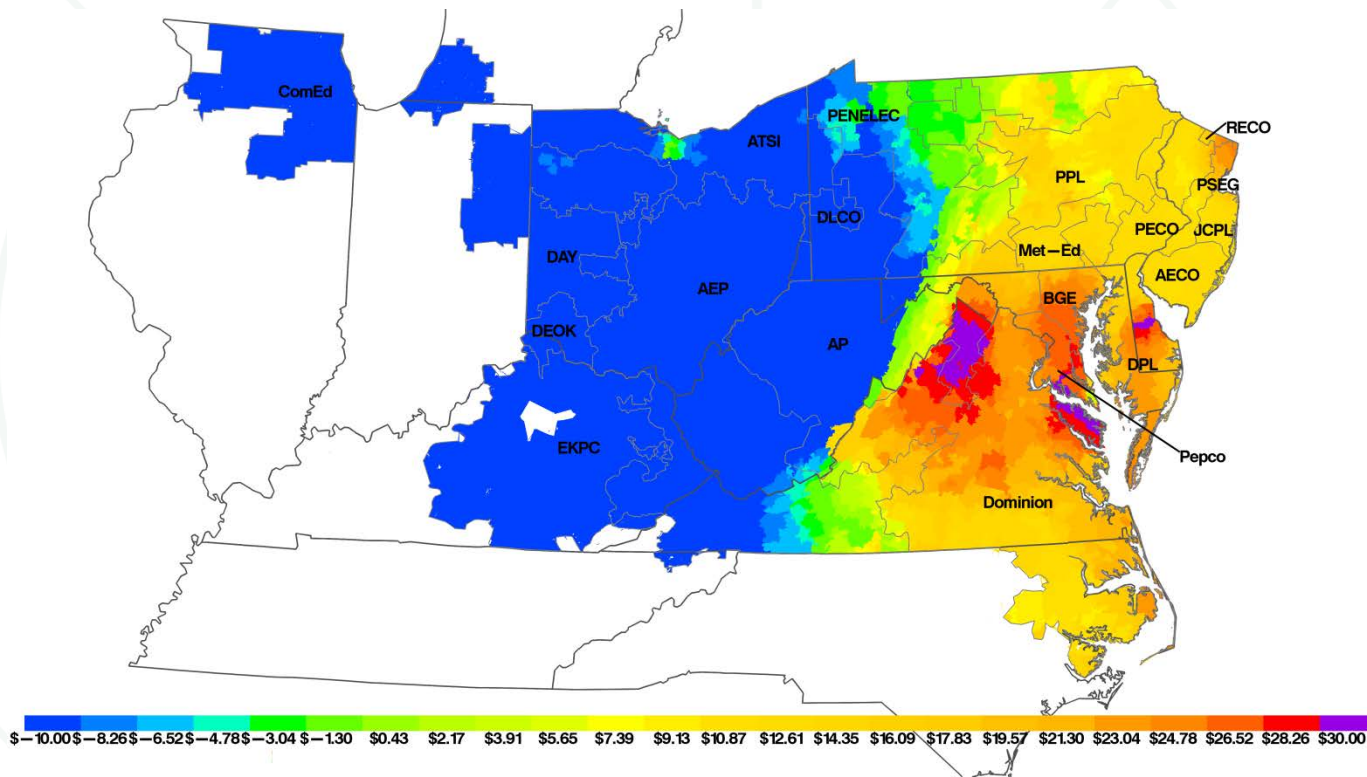 ComEd
PENELEC
RECO
ATSI
PPL
PSEG
DLCO
PECO
JCPL
Met–Ed
DAY
AECO
AEP
BGE
DEOK
AP
DPL
EKPC
Pepco
Dominion
$–10.00 $–8.26 $–6.52 $–4.78 $–3.04 $–1.30 $0.43 $2.17 $3.91 $5.65 $7.39 $9.13 $10.87 $12.61 $14.35 $16.09 $17.83 $19.57 $21.30 $23.04 $24.78 $26.52 $28.26 $30.00